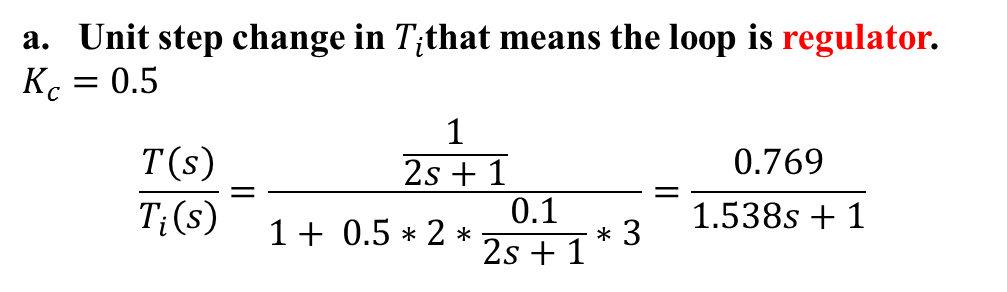 a. Unit step change in T_i that means the loop is regulator.
K_c = 0.5
T(s)/T_i(s) = (1/(2s + 1))/(1 + 0.5 * 2 * 0.1/(2s + 1) * 3) = 0.769/(1.538s + 1)